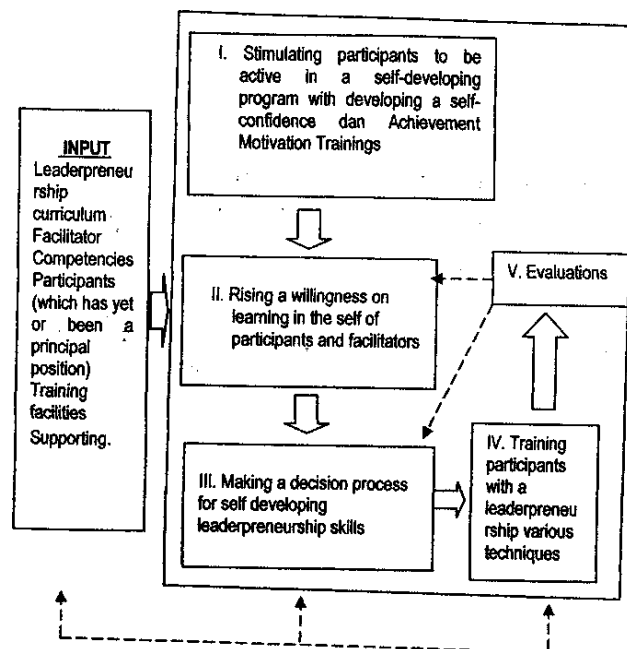 I. Stimulating participants to be
active in a self-developing
program with developing a self-
confidence dan Achievement
Motivation Trainings
INPUT
Leaderpreneu
rship
curriculum
Facilitator
Competencies
Participants
(which has yet
or been a
principal
position)
Training
facilities
Supporting.
II. Rising a willingness on
learning in the self of
participants and facilitators
V. Evaluations
III. Making a decision process
for self developing
leaderpreneurship skills
IV. Training
participants
with a
leaderpreneu
rship various
techniques